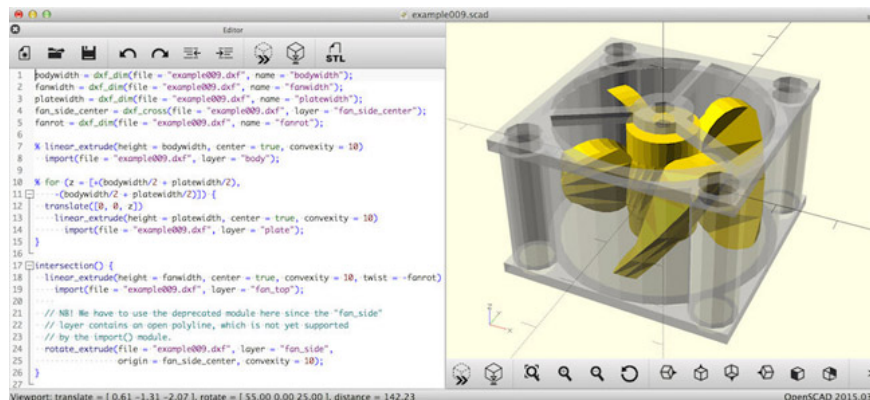 example009.scad
Editor
STL
1 bodywidth = dxf_dim(file = "example009.dxf", name = "bodywidth");
2 fanwidth = dxf_dim(file = "example009.dxf", name = "fanwidth");
3 platewidth = dxf_dim(file = "example009.dxf", name = "platewidth");
4 fan_side_center = dxf_cross(file = "example009.dxf", layer = "fan_side_center");
5 fanrot = dxf_dim(file = "example009.dxf", name = "fanrot");
6
7 % linear_extrude(height = bodywidth, center = true, convexity = 10)
8 import(file = "example009.dxf", layer = "body");
9
10 % for (z = [+(bodywidth/2 + platewidth/2),
11 -(bodywidth/2 + platewidth/2)]) {
12 translate([0, 0, z])
13 linear_extrude(height = platewidth, center = true, convexity = 10)
14 import(file = "example009.dxf", layer = "plate");
15 }
16
17 intersection() {
18 linear_extrude(height = fanwidth, center = true, convexity = 10, twist = -fanrot)
19 import(file = "example009.dxf", layer = "fan_top");
20
21 // NB! We have to use the deprecated module here since the "fan_side"
22 // layer contains an open polyline, which is not yet supported
23 // by the import() module.
24 rotate_extrude(file = "example009.dxf", layer = "fan_side",
25 origin = fan_side_center, convexity = 10);
26 }
27
z
x
Viewport: translate = [ 0.61 -1.31 -2.07 ], rotate = [ 55.00 0.00 25.00 ], distance = 142.23
OpenSCAD 2015.03